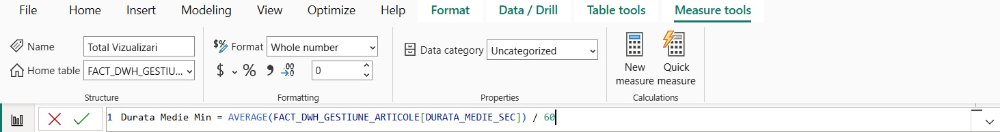 File Home Insert Modeling View Optimize Help Format Data / Drill Table tools Measure tools
Name Total Vizualizari $% Format Whole number Data category Uncategorized New measure Quick measure
Home table FACT_DWH_GESTIU... $ % 9 .00 →0 0
Structure Formatting Properties Calculations
1 Durata Medie Min = AVERAGE(FACT_DWH_GESTIUNE_ARTICOLE[DURATA_MEDIE_SEC]) / 60